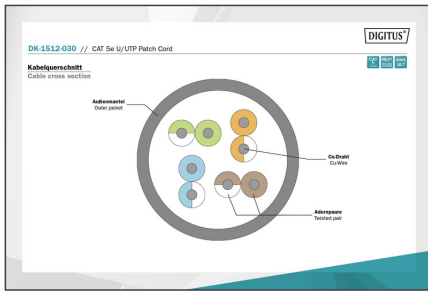 DIGITUS®
DK-1512-030 // CAT 5e U/UTP Patch Cord
Kabelquerschnitt
Cable cross section
Außenmantel
Outer jacket
Cu-Draht
Cu-Wire
Adernpaare
Twisted pair